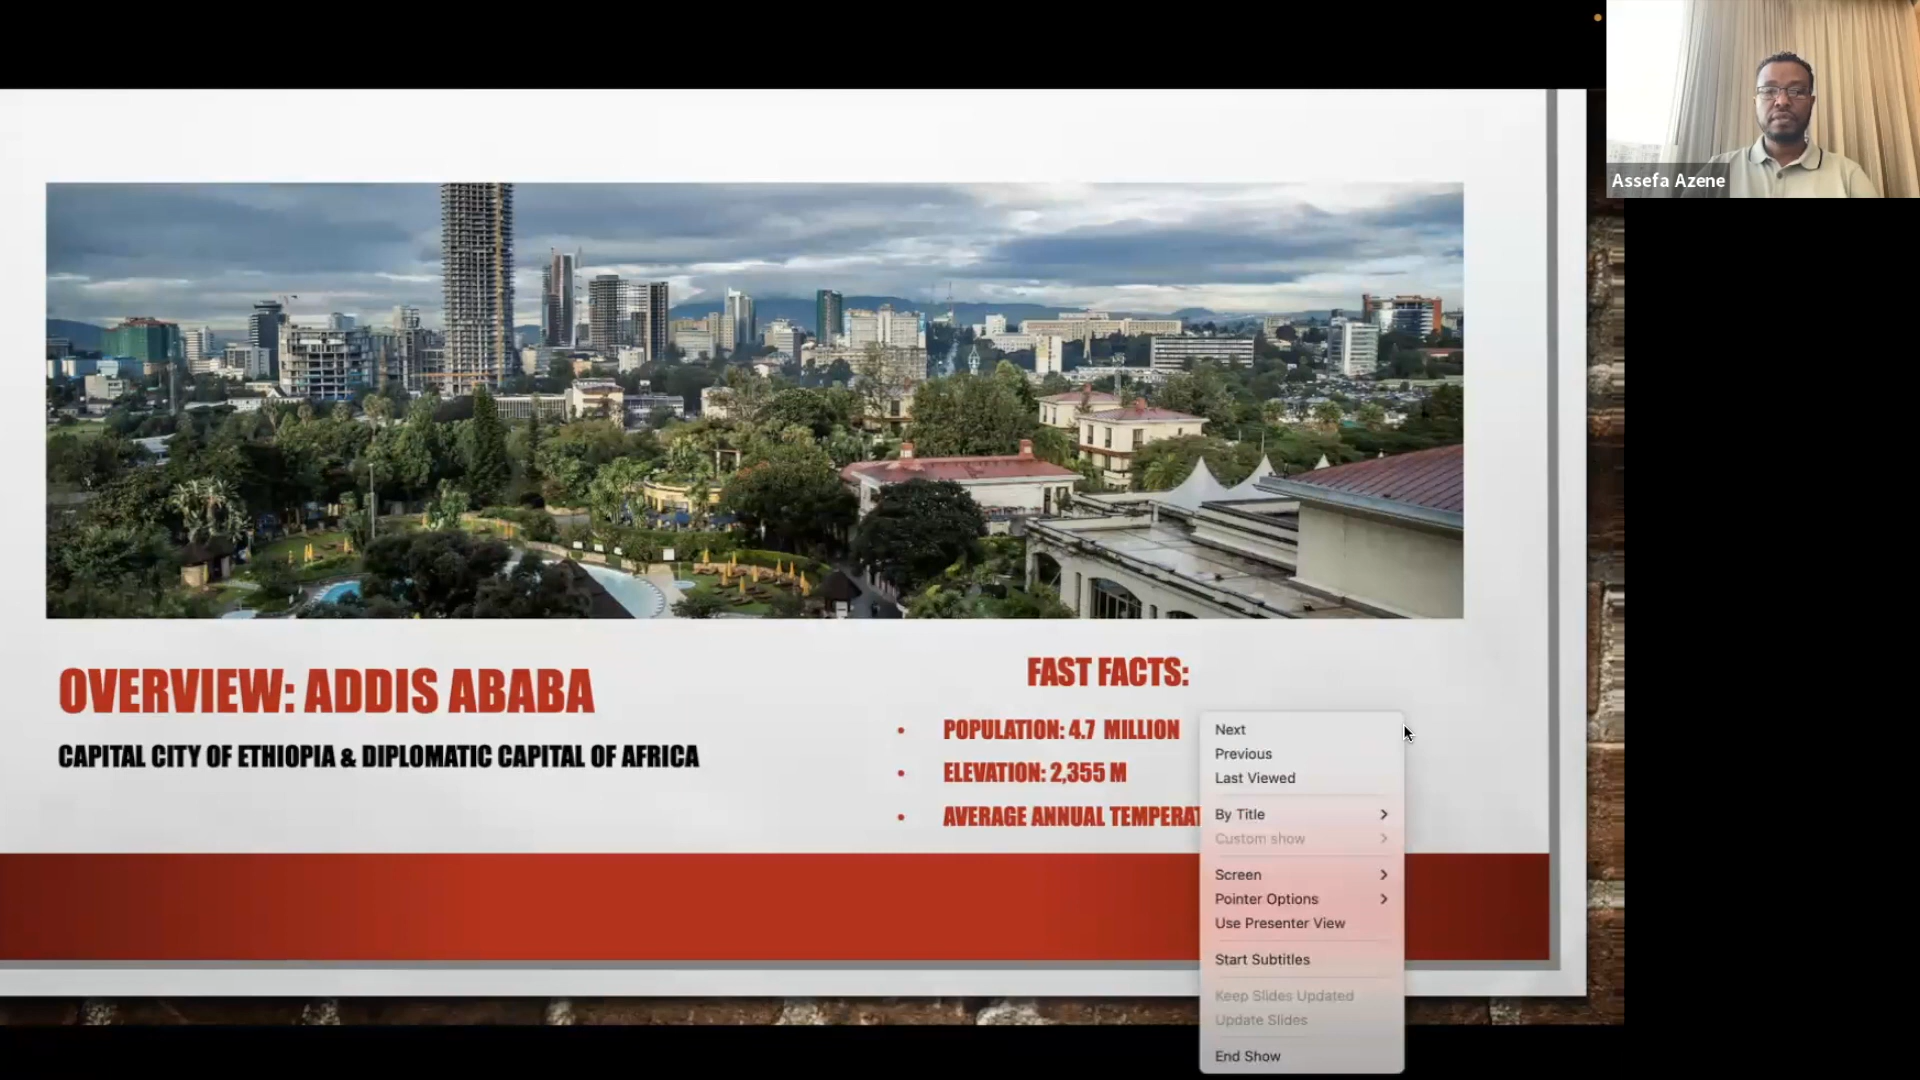 Assefa Azene
OVERVIEW: ADDIS ABABA
CAPITAL CITY OF ETHIOPIA & DIPLOMATIC CAPITAL OF AFRICA
FAST FACTS:
• POPULATION: 4.7 MILLION
• ELEVATION: 2,355 M
• AVERAGE ANNUAL
Next
Previous
Last Viewed
By Title
Custom show
Screen
Pointer Options
Use Presenter View
Start Subtitles
Keep Slides Updated
Update Slides
End Show